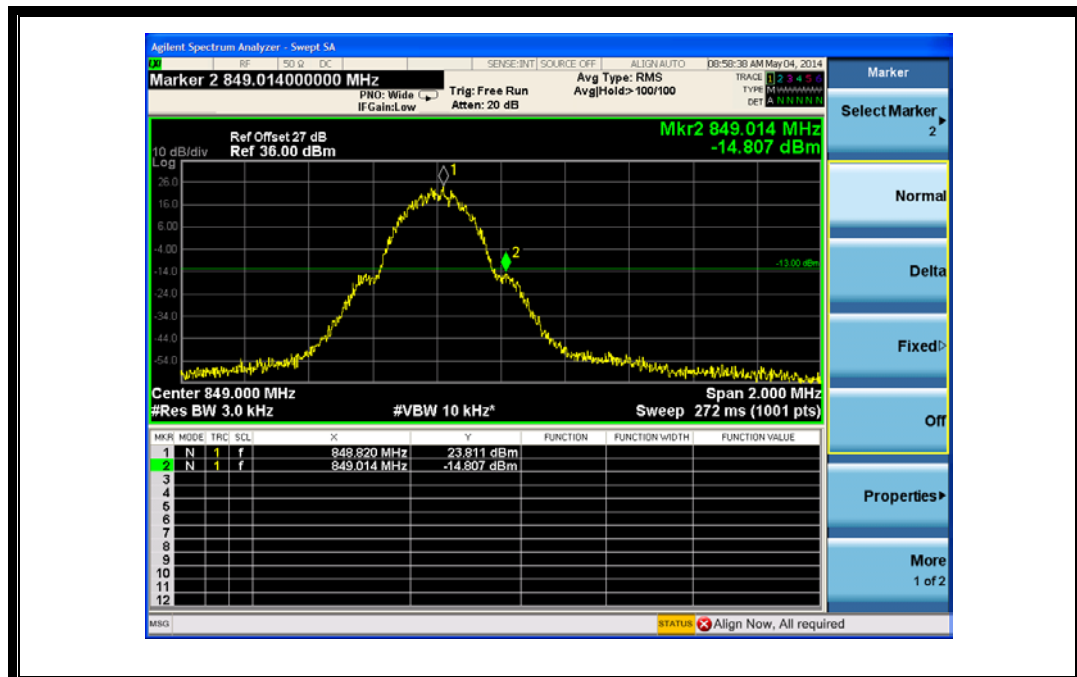 Agilent Spectrum Analyzer - Swept SA
RF 50 Ω DC SENSE:INT SOURCE OFF ALIGN AUTO 08:58:38 AM May 04, 2014
Marker 2 849.014000000 MHz
PNO: Wide
IFGain:Low
Trig: Free Run
Atten: 20 dB
Avg Type: RMS
Avg|Hold:>100/100
TRACE 1 2 3 4 5 6
TYPE M
DET A N N N N N
Marker
Select Marker
2
Normal
Delta
Fixed
Off
Properties
More
1 of 2
Ref Offset 27 dB
Ref 36.00 dBm
10 dB/div
Log
Mkr2 849.014 MHz
-14.807 dBm
1
26.0
16.0
6.00
-4.00
2
-13.00 dBm
-14.0
-24.0
-34.0
-44.0
-54.0
Center 849.000 MHz Span 2.000 MHz
#Res BW 3.0 kHz #VBW 10 kHz* Sweep 272 ms (1001 pts)
MKR MODE TRC SCL X Y FUNCTION FUNCTION WIDTH FUNCTION VALUE
1 N 1 f 848.820 MHz 23.811 dBm
2 N 1 f 849.014 MHz -14.807 dBm
3
4
5
6
7
8
9
10
11
12
MSG STATUS Align Now, All required